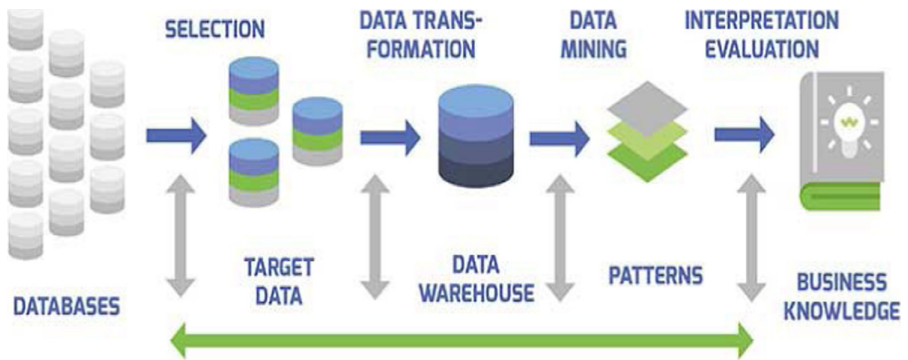 SELECTION
DATA TRANS-
FORMATION
DATA
MINING
INTERPRETATION
EVALUATION
DATABASES
TARGET
DATA
DATA
WAREHOUSE
PATTERNS
BUSINESS
KNOWLEDGE